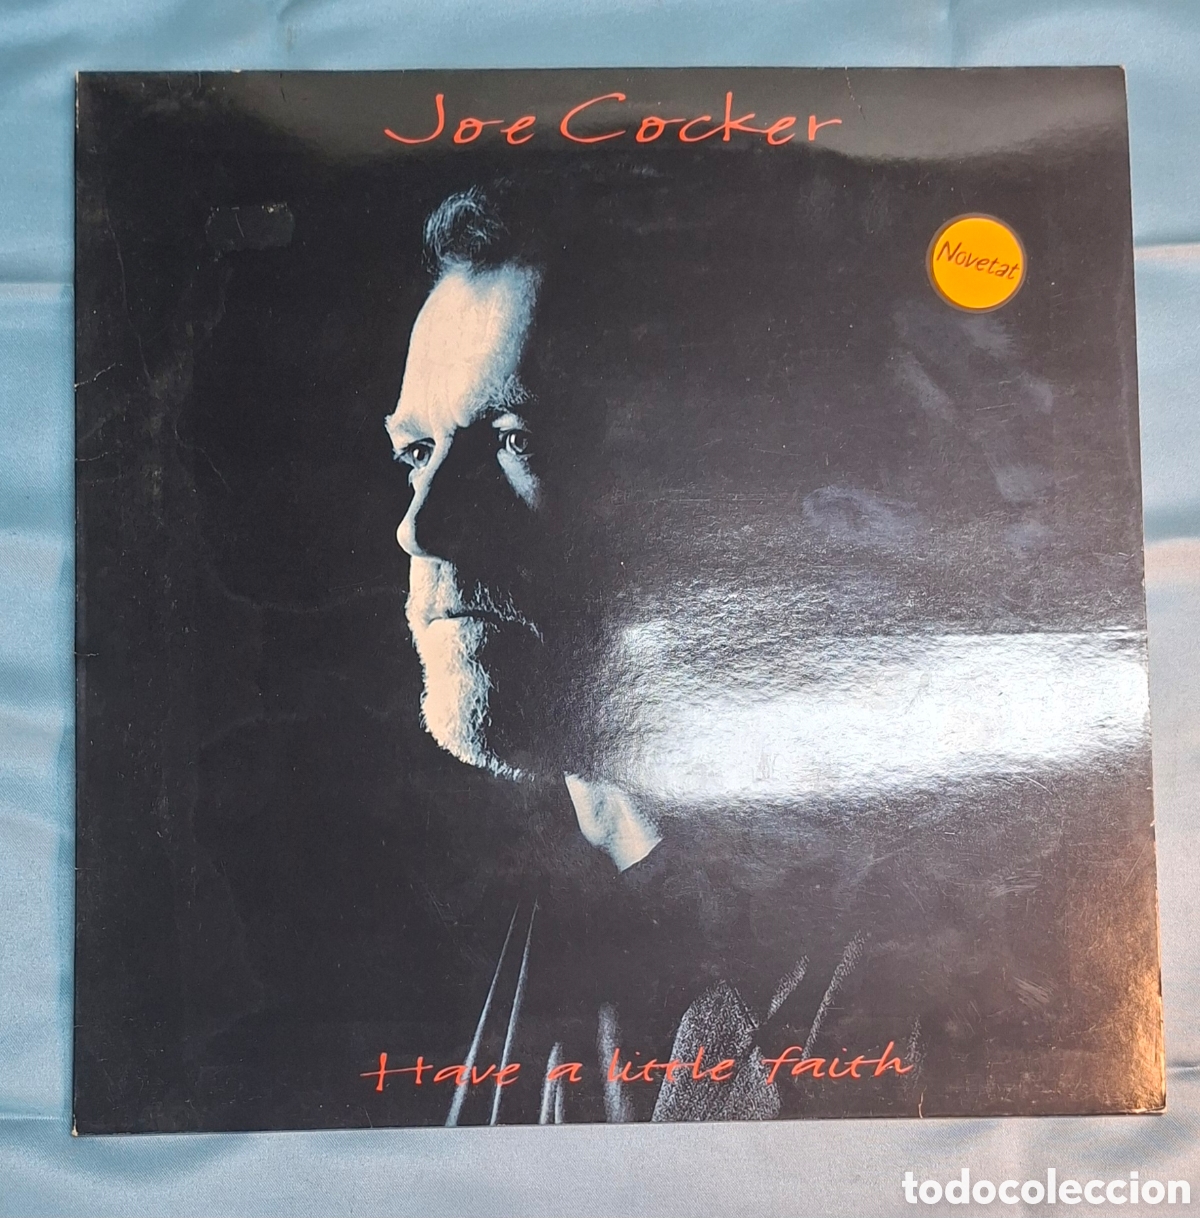 Joe Cocker
Novetat
Have a little faith
todocoleccion